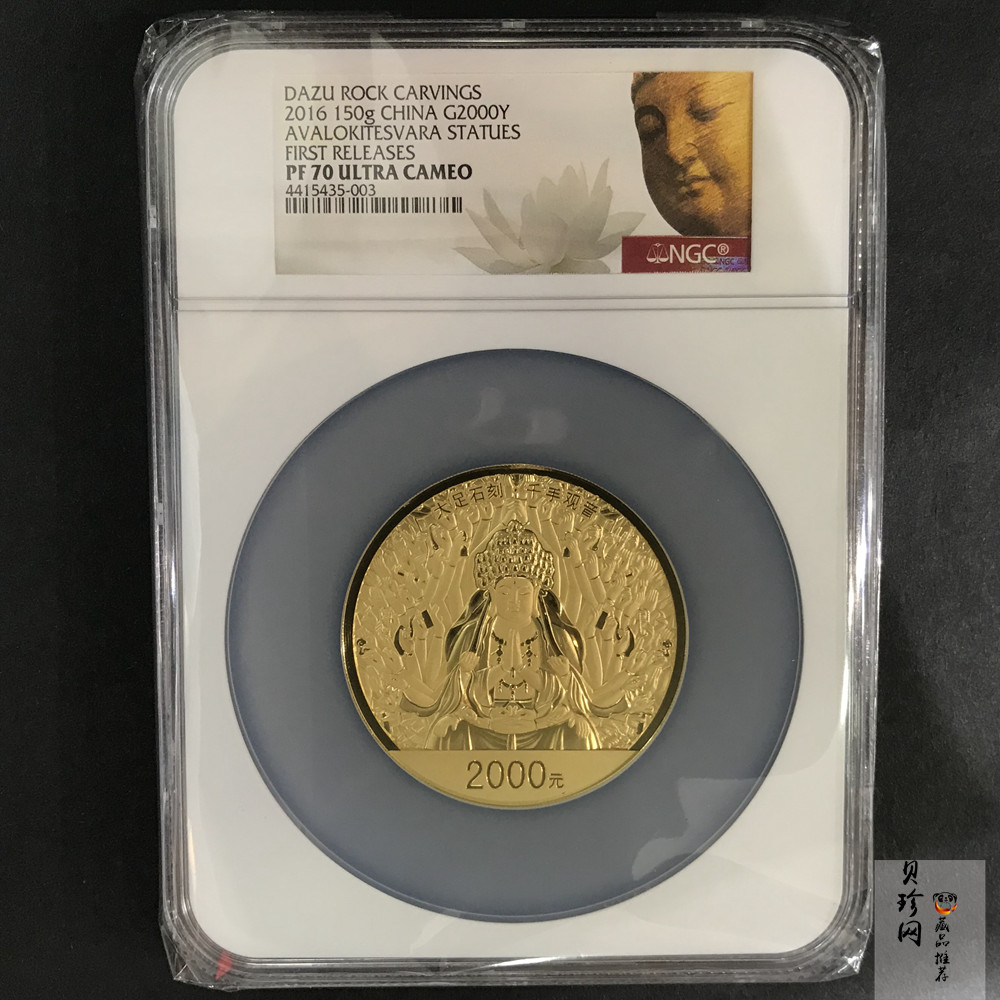 DAZU ROCK CARVINGS
2016 150g CHINA G2000Y
AVALOKITESVARA STATUES
FIRST RELEASES
PF 70 ULTRA CAMEO
4415435-003
NGC®
NGC
大足石刻 千手观音
2000元
贝珍网
藏品推荐